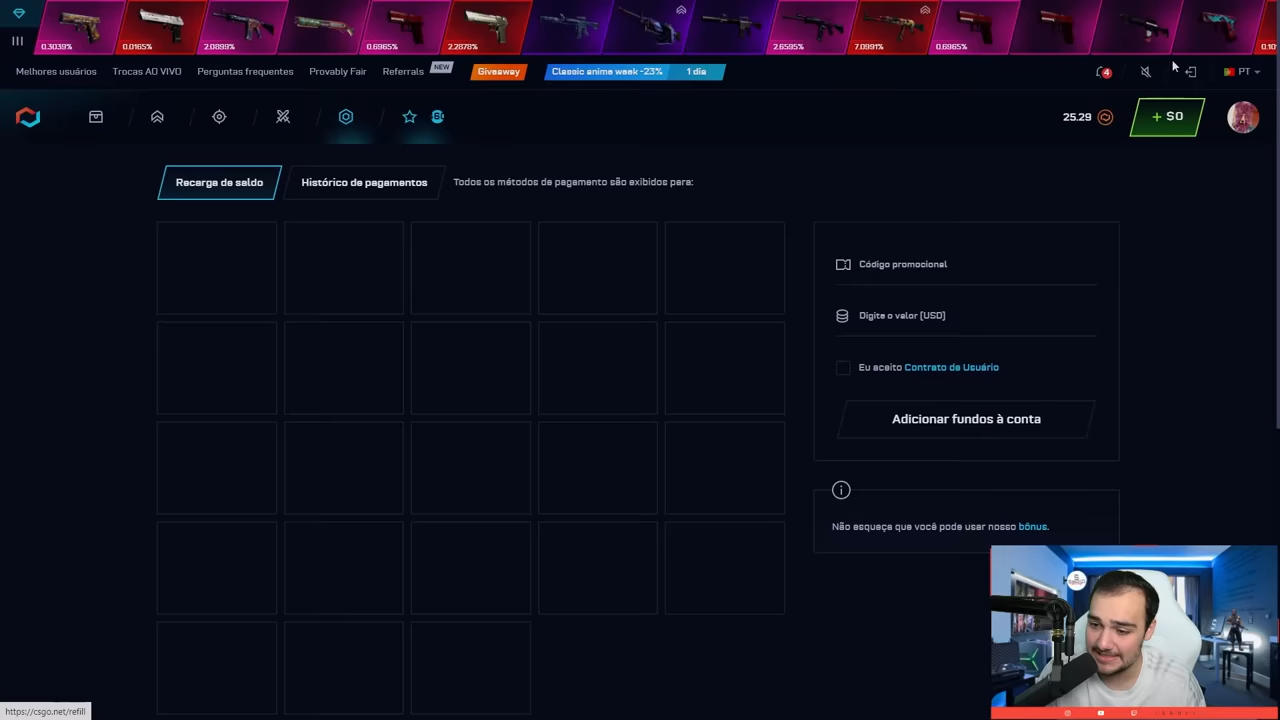 0.3039%
0.0165%
2.0899%
0.6965%
2.2878%
2.6595%
7.0991%
0.6965%
0.10
Melhores usuários
Trocas AO VIVO
Perguntas frequentes
Provably Fair
Referrals
NEW
Giveaway
Classic anime week -23%
1 dia
4
PT
25.29
+ $0
Recarga de saldo
Histórico de pagamentos
Todos os métodos de pagamento são exibidos para:
Código promocional
Digite o valor (USD)
Eu aceito Contrato de Usuário
Adicionar fundos à conta
Não esqueça que você pode usar nosso bônus.
https://csgo.net/refill